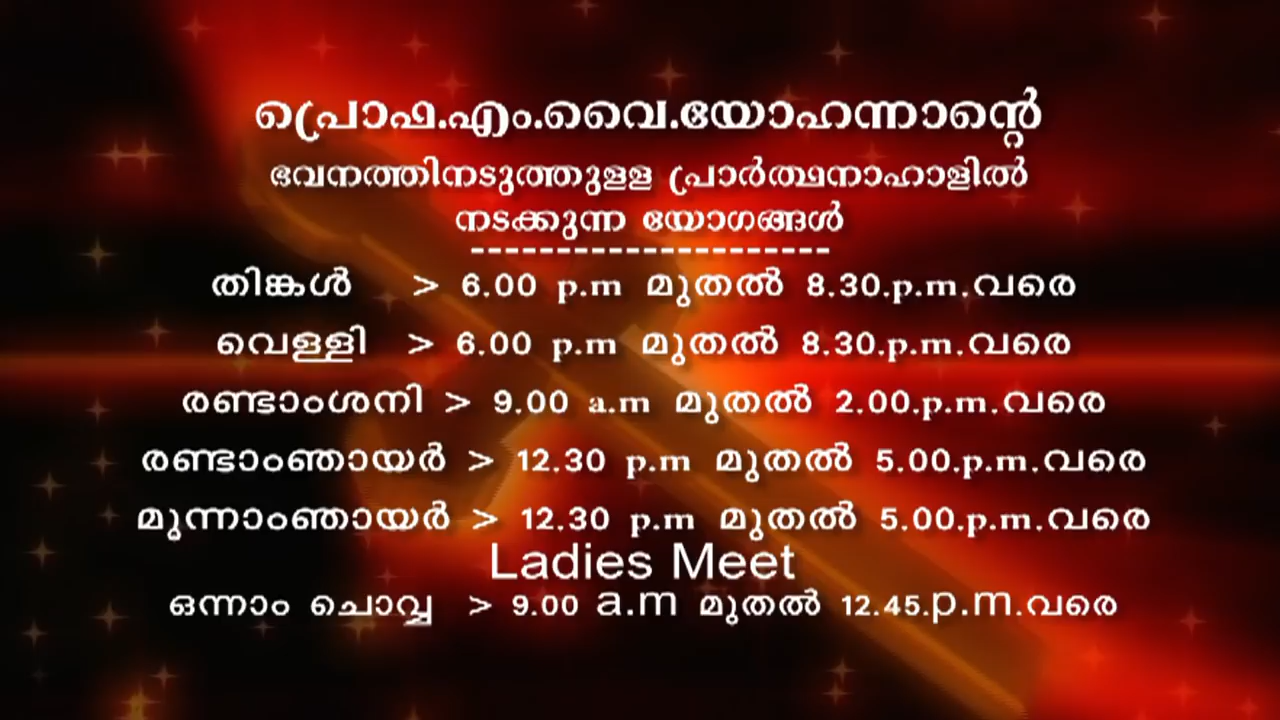 പ്രൊഫ.എം.വൈ.യോഹന്നാന്റെ
ഭവനത്തിനടുത്തുളള പ്രാർത്ഥനാഹാളിൽ
നടക്കുന്ന യോഗങ്ങൾ
---------------------
തിങ്കൾ > 6.00 p.m മുതൽ 8.30.p.m.വരെ
വെള്ളി > 6.00 p.m മുതൽ 8.30.p.m.വരെ
രണ്ടാംശനി > 9.00 a.m മുതൽ 2.00.p.m.വരെ
രണ്ടാംഞായർ > 12.30 p.m മുതൽ 5.00.p.m.വരെ
മുന്നാംഞായർ > 12.30 p.m മുതൽ 5.00.p.m.വരെ
Ladies Meet
ഒന്നാം ചൊവ്വ > 9.00 a.m മുതൽ 12.45.p.m.വരെ